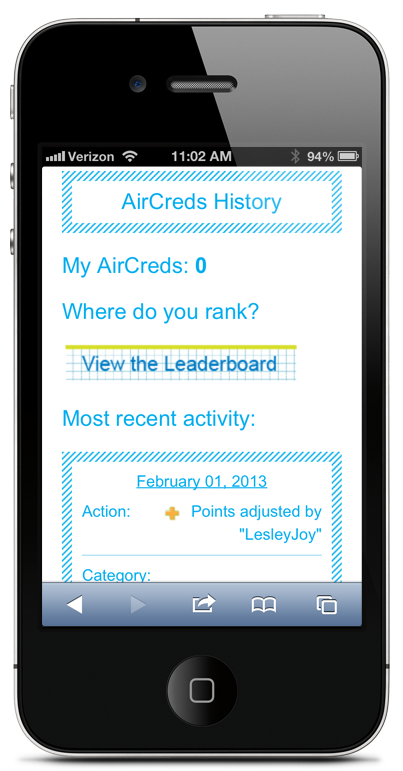 Verizon 11:02 AM 94%
AirCreds History
My AirCreds: 0
Where do you rank?
View the Leaderboard
Most recent activity:
February 01, 2013
Action: Points adjusted by
"LesleyJoy"
Category: